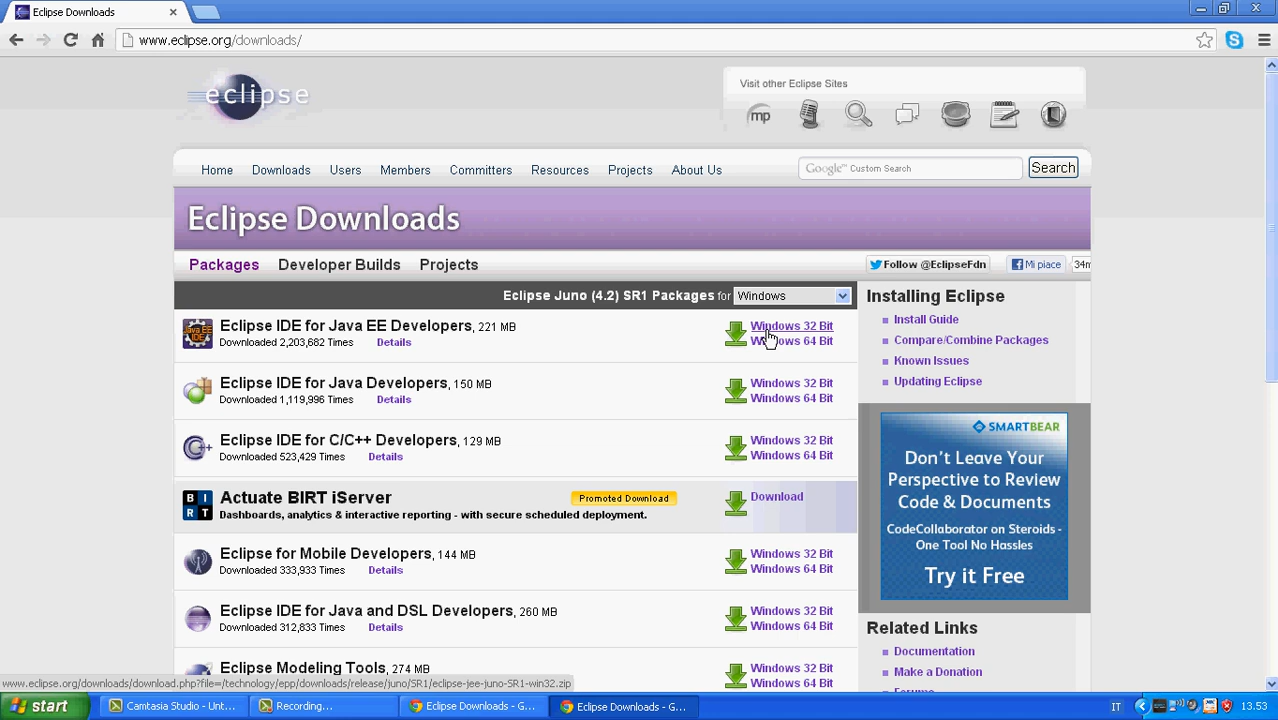 Eclipse Downloads
www.eclipse.org/downloads/
eclipse
Visit other Eclipse Sites
mp
Home Downloads Users Members Committers Resources Projects About Us
Google™ Custom Search
Search
Eclipse Downloads
Packages Developer Builds Projects
Follow @EclipseFdn
Mi piace
34m
Eclipse Juno (4.2) SR1 Packages for Windows
Eclipse IDE for Java EE Developers, 221 MB
Downloaded 2,203,682 Times Details
Windows 32 Bit
Windows 64 Bit
Eclipse IDE for Java Developers, 150 MB
Downloaded 1,119,996 Times Details
Windows 32 Bit
Windows 64 Bit
Eclipse IDE for C/C++ Developers, 129 MB
Downloaded 523,429 Times Details
Windows 32 Bit
Windows 64 Bit
Actuate BIRT iServer
Promoted Download
Dashboards, analytics & interactive reporting - with secure scheduled deployment.
Download
Eclipse for Mobile Developers, 144 MB
Downloaded 333,933 Times Details
Windows 32 Bit
Windows 64 Bit
Eclipse IDE for Java and DSL Developers, 260 MB
Downloaded 312,833 Times Details
Windows 32 Bit
Windows 64 Bit
Eclipse Modeling Tools, 274 MB
Windows 32 Bit
Windows 64 Bit
Java EE
IDE
B I
R T
Installing Eclipse
Install Guide
Compare/Combine Packages
Known Issues
Updating Eclipse
SMARTBEAR
Don't Leave Your
Perspective to Review
Code & Documents
CodeCollaborator on Steroids -
One Tool No Hassles
Try it Free
Related Links
Documentation
Make a Donation
Forums
www.eclipse.org/downloads/download.php?file=/technology/epp/downloads/release/juno/SR1/eclipse-jee-juno-SR1-win32.zip
start
Camtasia Studio - Unt...
Recording...
Eclipse Downloads - G...
Eclipse Downloads - G...
IT
13.53